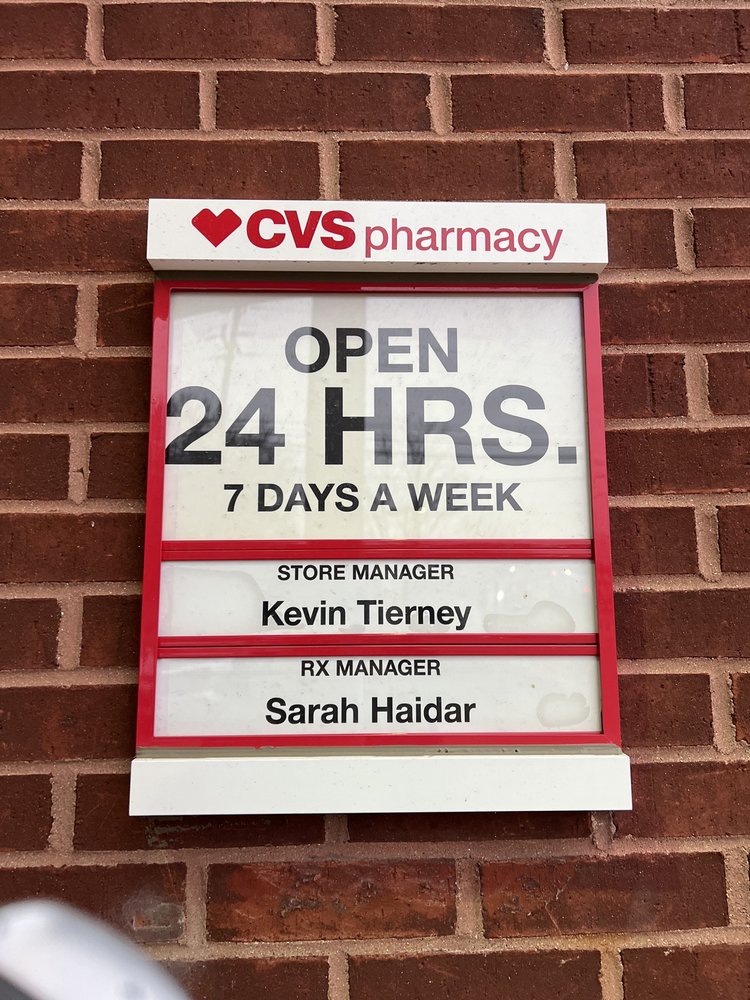 CVS pharmacy
OPEN
24 HRS.
7 DAYS A WEEK
STORE MANAGER
Kevin Tierney
RX MANAGER
Sarah Haidar